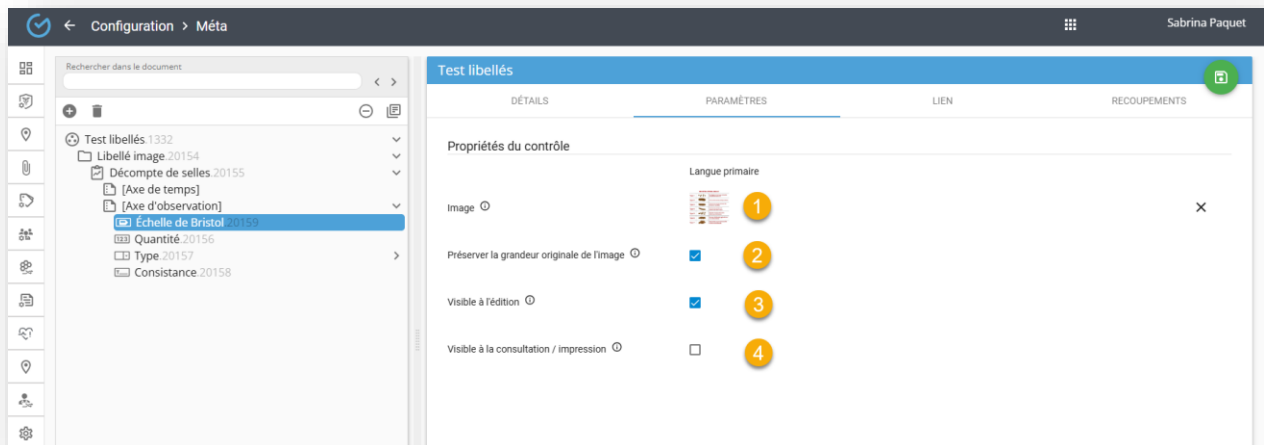 Configuration > Méta
Sabrina Paquet
Rechercher dans le document
Test libellés.1332
Libellé image.20154
Décompte de selles.20155
[Axe de temps]
[Axe d'observation]
Échelle de Bristol.20159
Quantité.20156
Type.20157
Consistance.20158
Test libellés
DÉTAILS
PARAMÈTRES
LIEN
RECOUPEMENTS
Propriétés du contrôle
Langue primaire
Image
1
Préserver la grandeur originale de l'image
2
Visible à l'édition
3
Visible à la consultation / impression
4